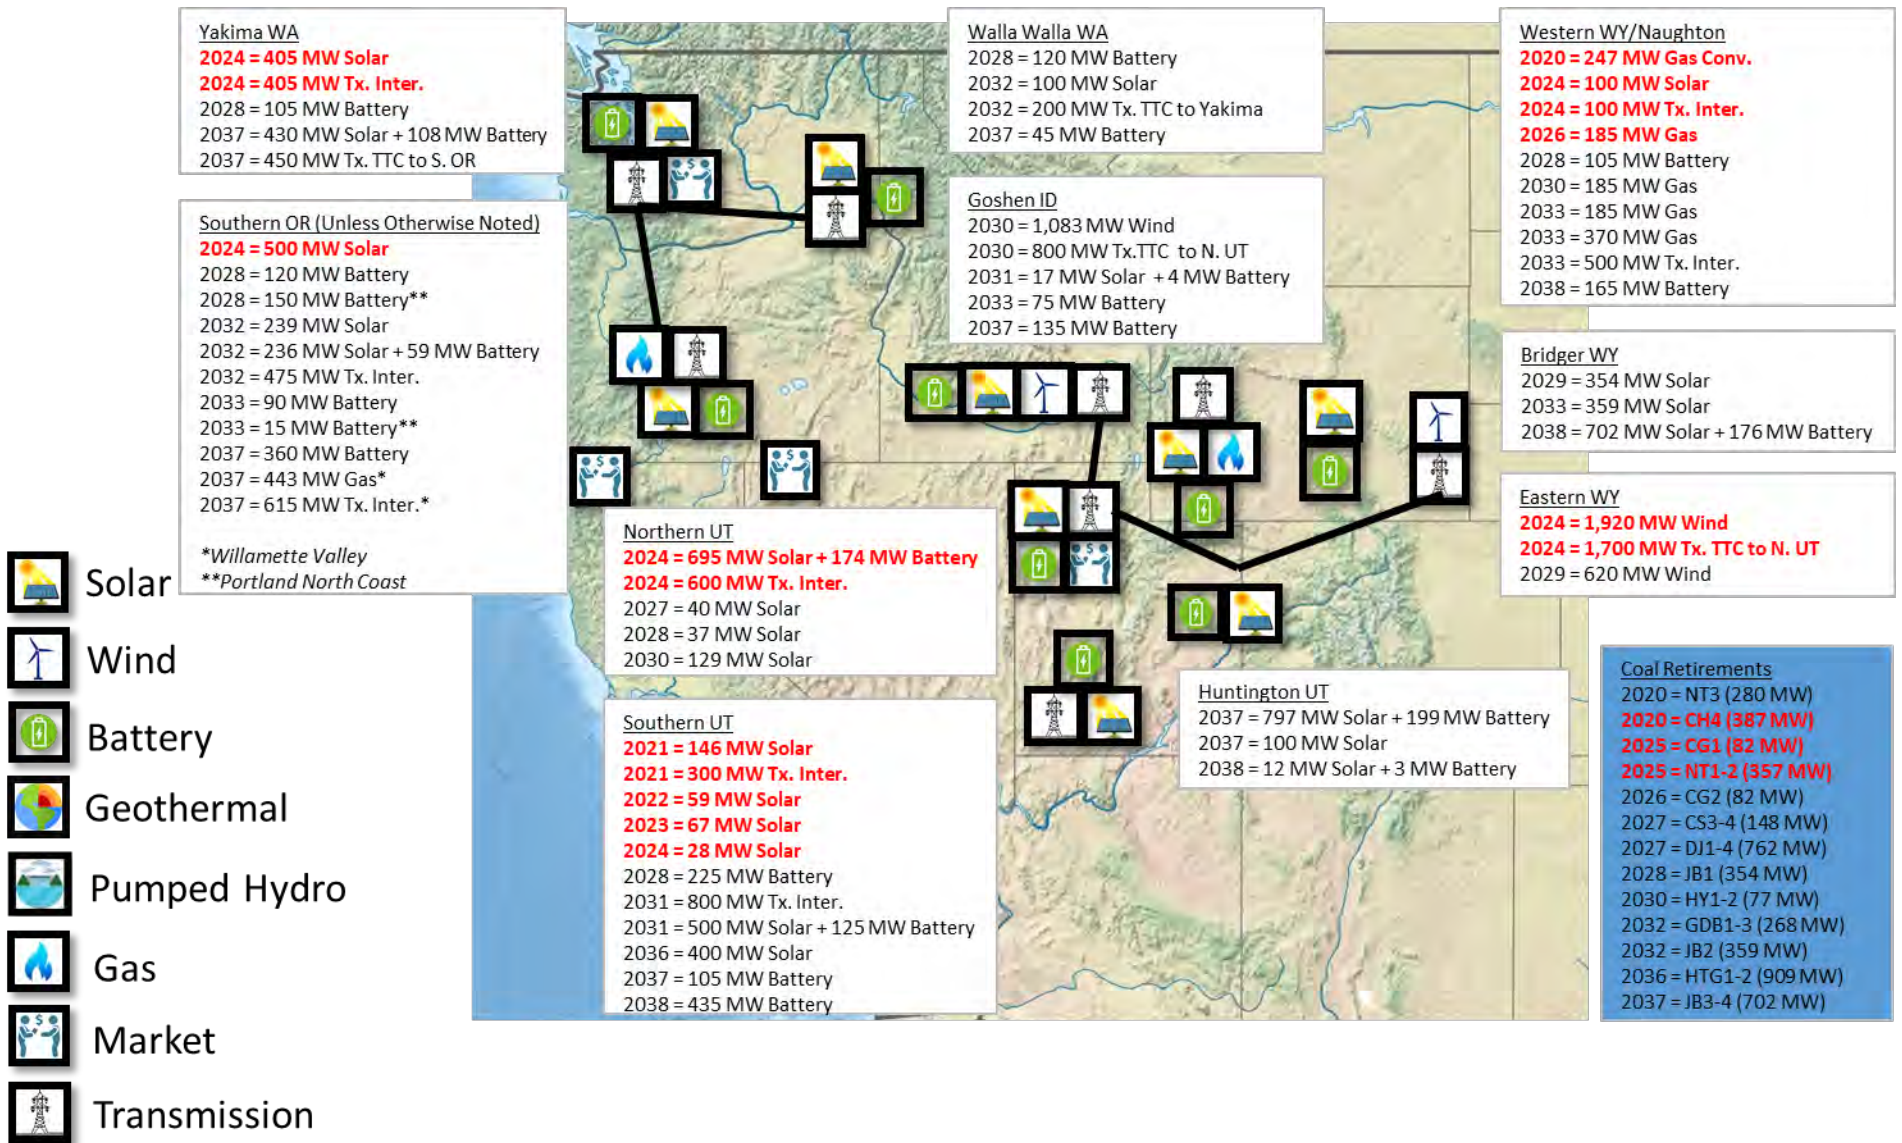 Yakima WA
2024 = 405 MW Solar
2024 = 405 MW Tx. Inter.
2028 = 105 MW Battery
2037 = 430 MW Solar + 108 MW Battery
2037 = 450 MW Tx. TTC to S. OR
Walla Walla WA
2028 = 120 MW Battery
2032 = 100 MW Solar
2032 = 200 MW Tx. TTC to Yakima
2037 = 45 MW Battery
Western WY/Naughton
2020 = 247 MW Gas Conv.
2024 = 100 MW Solar
2024 = 100 MW Tx. Inter.
2026 = 185 MW Gas
2028 = 105 MW Battery
2030 = 185 MW Gas
2033 = 185 MW Gas
2033 = 370 MW Gas
2033 = 500 MW Tx. Inter.
2038 = 165 MW Battery
Southern OR (Unless Otherwise Noted)
2024 = 500 MW Solar
2028 = 120 MW Battery
2028 = 150 MW Battery**
2032 = 239 MW Solar
2032 = 236 MW Solar + 59 MW Battery
2032 = 475 MW Tx. Inter.
2033 = 90 MW Battery
2033 = 15 MW Battery**
2037 = 360 MW Battery
2037 = 443 MW Gas*
2037 = 615 MW Tx. Inter.*
*Willamette Valley
**Portland North Coast
Goshen ID
2030 = 1,083 MW Wind
2030 = 800 MW Tx.TTC to N. UT
2031 = 17 MW Solar + 4 MW Battery
2033 = 75 MW Battery
2037 = 135 MW Battery
Bridger WY
2029 = 354 MW Solar
2033 = 359 MW Solar
2038 = 702 MW Solar + 176 MW Battery
Eastern WY
2024 = 1,920 MW Wind
2024 = 1,700 MW Tx. TTC to N. UT
2029 = 620 MW Wind
Northern UT
2024 = 695 MW Solar + 174 MW Battery
2024 = 600 MW Tx. Inter.
2027 = 40 MW Solar
2028 = 37 MW Solar
2030 = 129 MW Solar
Southern UT
2021 = 146 MW Solar
2021 = 300 MW Tx. Inter.
2022 = 59 MW Solar
2023 = 67 MW Solar
2024 = 28 MW Solar
2028 = 225 MW Battery
2031 = 800 MW Tx. Inter.
2031 = 500 MW Solar + 125 MW Battery
2036 = 400 MW Solar
2037 = 105 MW Battery
2038 = 435 MW Battery
Huntington UT
2037 = 797 MW Solar + 199 MW Battery
2037 = 100 MW Solar
2038 = 12 MW Solar + 3 MW Battery
Coal Retirements
2020 = NT3 (280 MW)
2020 = CH4 (387 MW)
2025 = CG1 (82 MW)
2025 = NT1-2 (357 MW)
2026 = CG2 (82 MW)
2027 = CS3-4 (148 MW)
2027 = DJ1-4 (762 MW)
2028 = JB1 (354 MW)
2030 = HY1-2 (77 MW)
2032 = GDB1-3 (268 MW)
2032 = JB2 (359 MW)
2036 = HTG1-2 (909 MW)
2037 = JB3-4 (702 MW)
Solar
Wind
Battery
Geothermal
Pumped Hydro
Gas
Market
Transmission